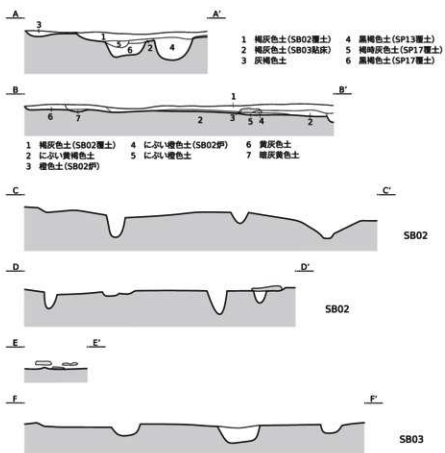 A A’
3 1 5 6 2 4
1 褐灰色土(SB02覆土) 4 黒褐色土(SP13覆土)
2 褐灰色土(SB03貼床) 5 褐時灰色土(SP17覆土)
3 灰褐色土 6 黒褐色土(SP17覆土)
B B’
1
6 7 2 3 5 4 2
1 褐灰色土(SB02覆土) 4 にぶい橙色土(SB02炉) 6 黄灰色土
2 にぶい黄褐色土 5 にぶい橙色土 7 暗灰黄色土
3 橙色土(SB02炉)
C C’
SB02
D D’
SB02
E E’
F F’
SB03